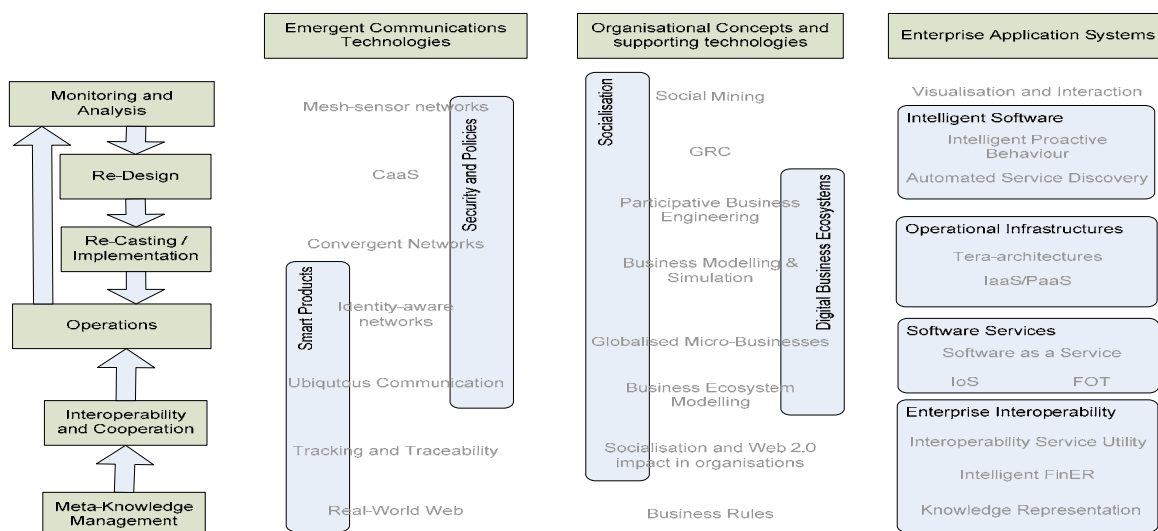 Emergent Communications
Technologies
Organisational Concepts and
supporting technologies
Enterprise Application Systems
Monitoring and
Analysis
Re-Design
Re-Casting /
Implementation
Operations
Interoperability
and Cooperation
Meta-Knowledge
Management
Mesh-sensor networks
CaaS
Convergent Networks
Identity-aware
networks
Ubiqutous Communication
Tracking and Traceability
Real-World Web
Smart Products
Security and Policies
Socialisation
Social Mining
GRC
Participative Business
Engineering
Business Modelling &
Simulation
Globalised Micro-Businesses
Business Ecosystem
Modelling
Socialisation and Web 2.0
impact in organisations
Business Rules
Digital Business Ecosystems
Visualisation and Interaction
Intelligent Software
Intelligent Proactive
Behaviour
Automated Service Discovery
Operational Infrastructures
Tera-architectures
IaaS/PaaS
Software Services
Software as a Service
IoS FOT
Enterprise Interoperability
Interoperability Service Utility
Intelligent FinER
Knowledge Representation